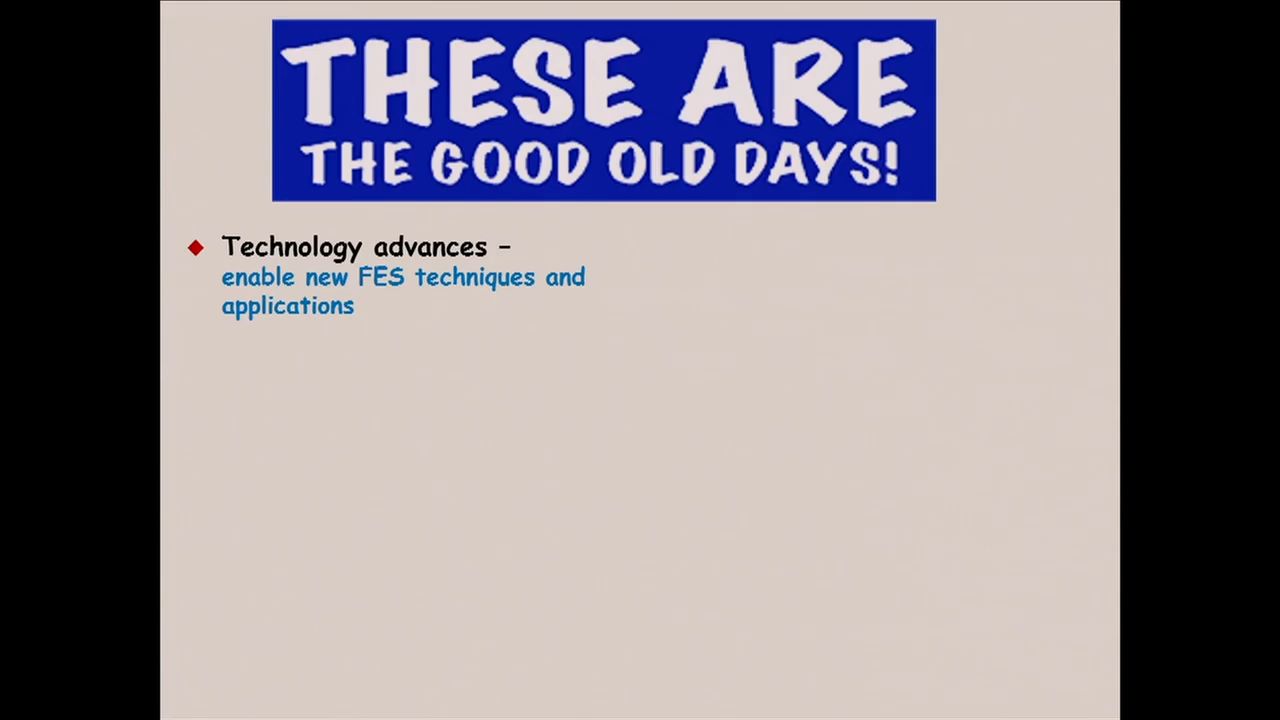 THESE ARE
THE GOOD OLD DAYS!
Technology advances –
enable new FES techniques and
applications